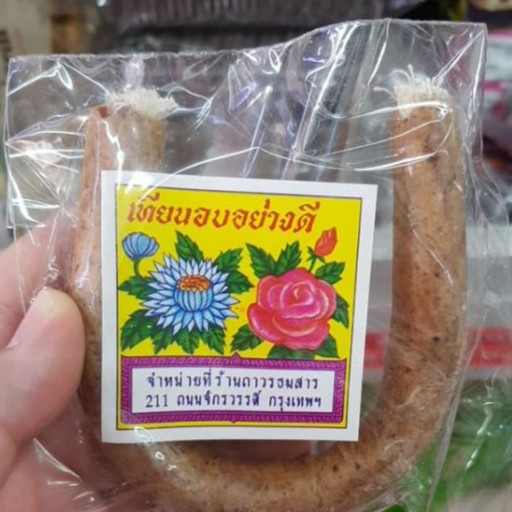 เทียนอบอย่างดี
จำหน่ายที่ร้านถาวรขนสาร
211 ถนนจักรวรรดิ์ กรุงเทพฯ